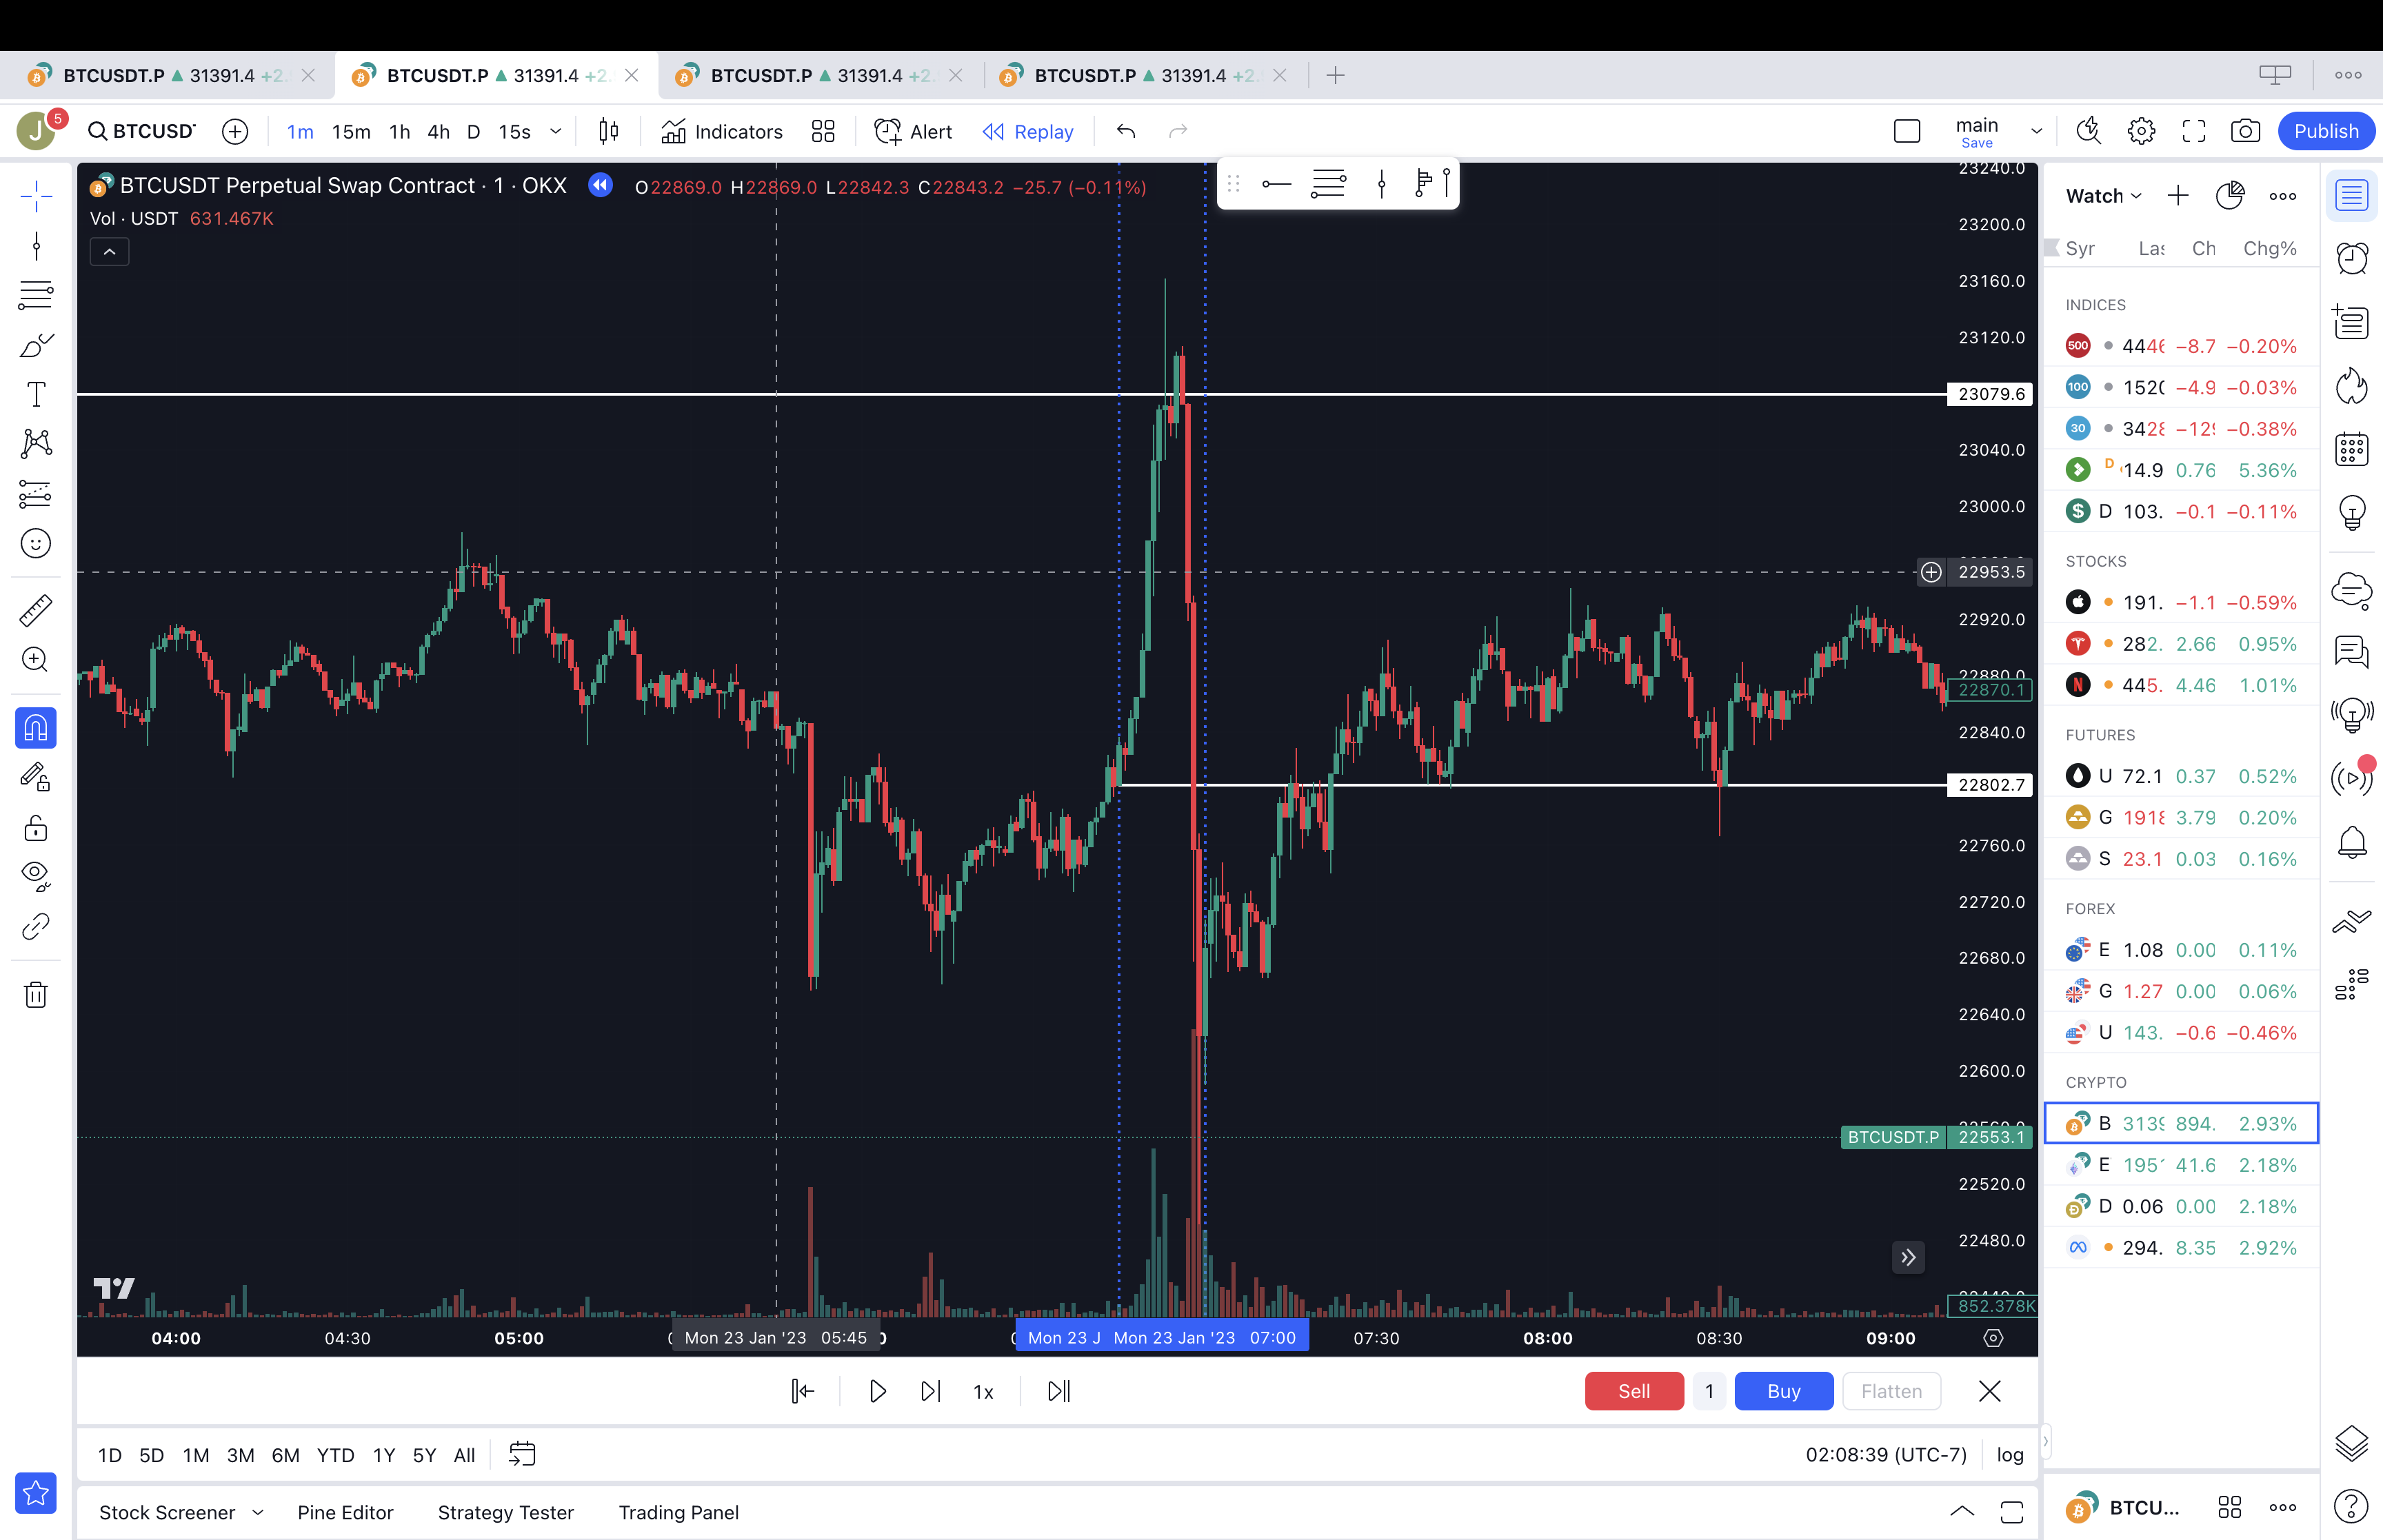 BTCUSDT.P 31391.4 +2. BTCUSDT.P 31391.4 +2. BTCUSDT.P 31391.4 +2. BTCUSDT.P 31391.4 +2.
J 5 BTCUSD 1m 15m 1h 4h D 15s Indicators Alert Replay main Save Publish
BTCUSDT Perpetual Swap Contract · 1 · OKX O22869.0 H22869.0 L22842.3 C22843.2 −25.7 (−0.11%)
Vol · USDT 631.467K
23240.0
23200.0
23160.0
23120.0
23079.6
23040.0
23000.0
22953.5
22920.0
22880.0
22870.1
22840.0
22802.7
22760.0
22720.0
22680.0
22640.0
22600.0
BTCUSDT.P 22553.1
22520.0
22480.0
852.378K
04:00 04:30 05:00 Mon 23 Jan '23 05:45 Mon 23 J Mon 23 Jan '23 07:00 07:30 08:00 08:30 09:00
1x Sell 1 Buy Flatten
1D 5D 1M 3M 6M YTD 1Y 5Y All 02:08:39 (UTC-7) log
Stock Screener Pine Editor Strategy Tester Trading Panel
Watch
Syr Las Ch Chg%
INDICES
500 444 −8.7 −0.20%
100 152 −4.9 −0.03%
30 342 −12 −0.38%
D 14.9 0.76 5.36%
$ D 103. −0.1 −0.11%
STOCKS
191. −1.1 −0.59%
282. 2.66 0.95%
N 445. 4.46 1.01%
FUTURES
U 72.1 0.37 0.52%
G 1918 3.79 0.20%
S 23.1 0.03 0.16%
FOREX
E 1.08 0.00 0.11%
G 1.27 0.00 0.06%
U 143. −0.6 −0.46%
CRYPTO
B 3139 894. 2.93%
E 195 41.6 2.18%
D 0.06 0.00 2.18%
294. 8.35 2.92%
BTCU...